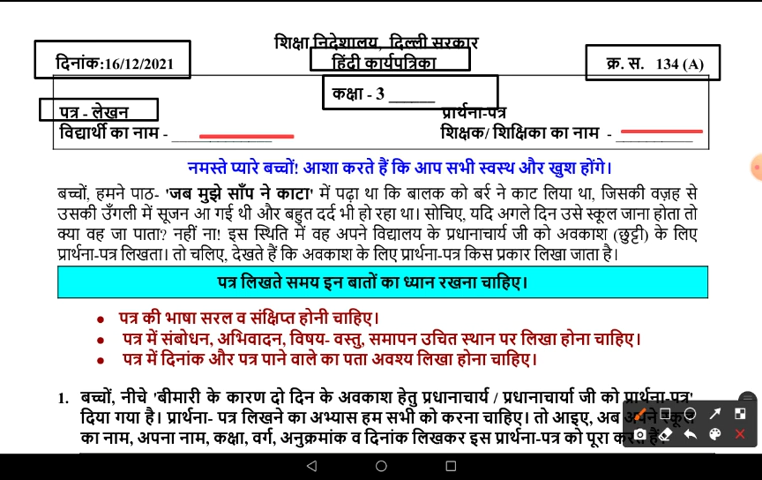 शिक्षा निदेशालय, दिल्ली सरकार
दिनांक:16/12/2021 हिंदी कार्यपत्रिका क्र. स. 134 (A)
कक्षा - 3 ______
पत्र - लेखन प्रार्थना-पत्र
विद्यार्थी का नाम - ____________ शिक्षक/ शिक्षिका का नाम - __________
नमस्ते प्यारे बच्चों! आशा करते हैं कि आप सभी स्वस्थ और खुश होंगे।
बच्चों, हमने पाठ- 'जब मुझे साँप ने काटा' में पढ़ा था कि बालक को बर्र ने काट लिया था, जिसकी वज़ह से
उसकी उँगली में सूजन आ गई थी और बहुत दर्द भी हो रहा था। सोचिए, यदि अगले दिन उसे स्कूल जाना होता तो
क्या वह जा पाता? नहीं ना! इस स्थिति में वह अपने विद्यालय के प्रधानाचार्य जी को अवकाश (छुट्टी) के लिए
प्रार्थना-पत्र लिखता। तो चलिए, देखते हैं कि अवकाश के लिए प्रार्थना-पत्र किस प्रकार लिखा जाता है।
पत्र लिखते समय इन बातों का ध्यान रखना चाहिए।
• पत्र की भाषा सरल व संक्षिप्त होनी चाहिए।
• पत्र में संबोधन, अभिवादन, विषय- वस्तु, समापन उचित स्थान पर लिखा होना चाहिए।
• पत्र में दिनांक और पत्र पाने वाले का पता अवश्य लिखा होना चाहिए।
1. बच्चों, नीचे 'बीमारी के कारण दो दिन के अवकाश हेतु प्रधानाचार्य / प्रधानाचार्या जी को प्रार्थना-पत्र'
दिया गया है। प्रार्थना- पत्र लिखने का अभ्यास हम सभी को करना चाहिए। तो आइए, अब अपने स्कूल
का नाम, अपना नाम, कक्षा, वर्ग, अनुक्रमांक व दिनांक लिखकर इस प्रार्थना-पत्र को पूरा करते हैं।